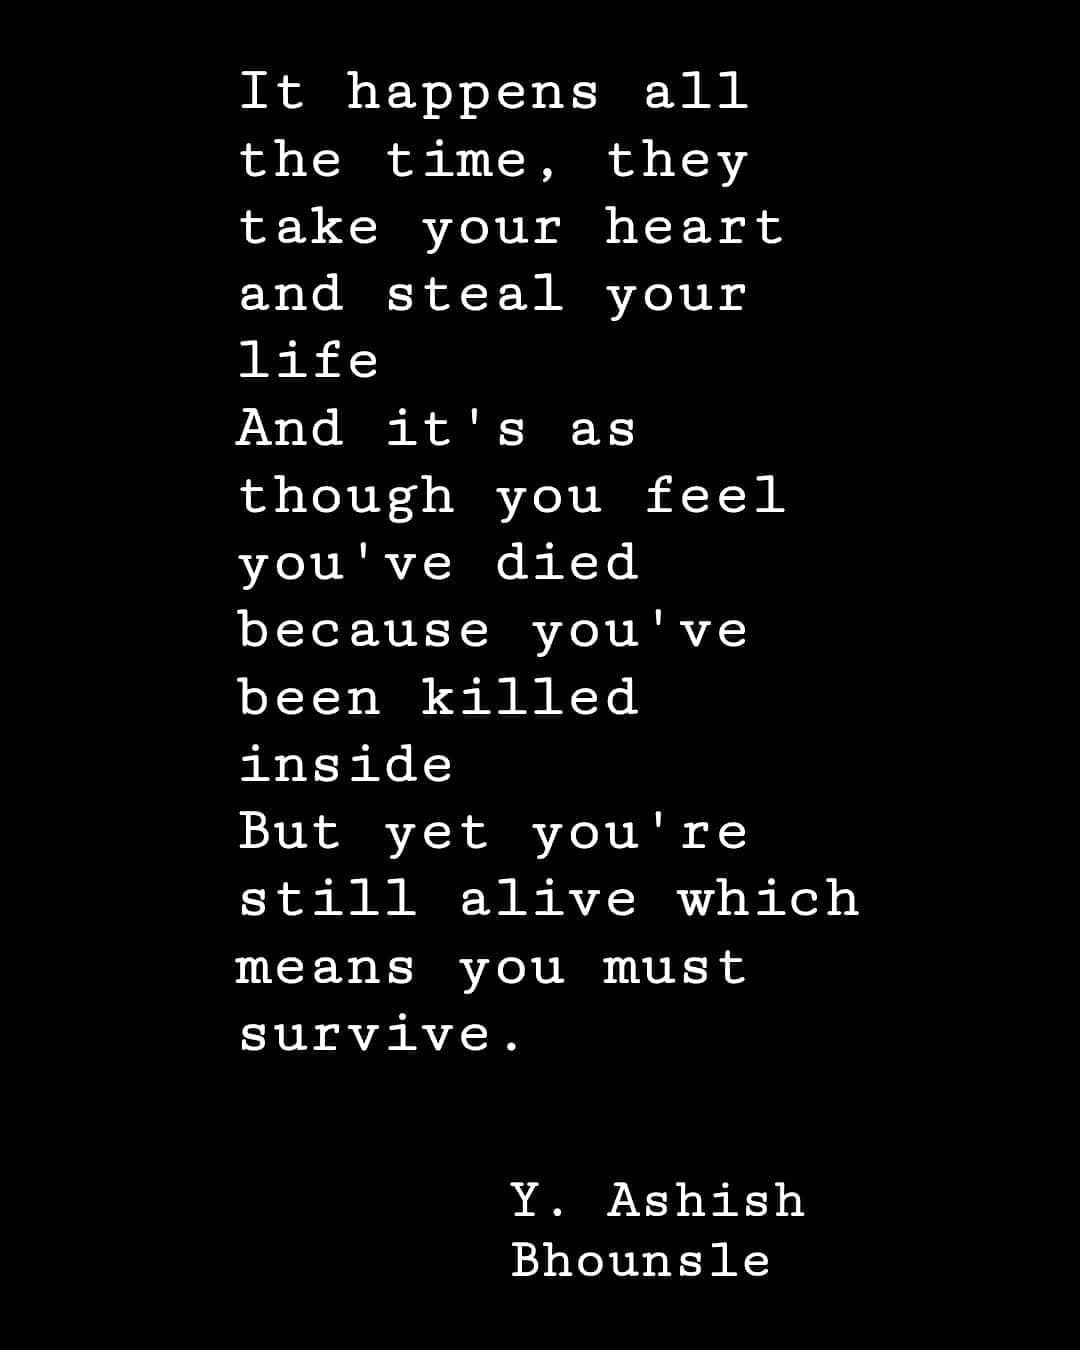 It happens all
the time, they
take your heart
and steal your
life
And it's as
though you feel
you've died
because you've
been killed
inside
But yet you're
still alive which
means you must
survive.
Y. Ashish
Bhounsle